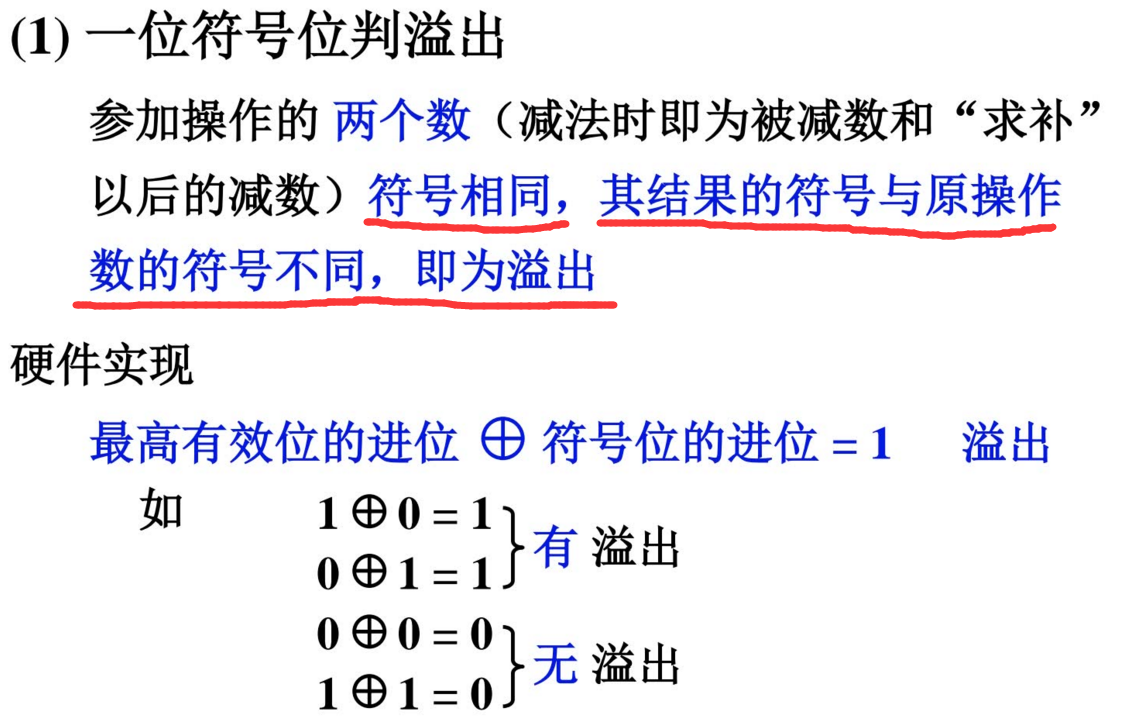 (1) 一位符号位判溢出
参加操作的 两个数（减法时即为被减数和“求补”
以后的减数）符号相同，其结果的符号与原操作
数的符号不同，即为溢出
硬件实现
最高有效位的进位 ⊕ 符号位的进位 = 1 溢出
如 1 ⊕ 0 = 1
有 溢出
0 ⊕ 1 = 1
0 ⊕ 0 = 0
无 溢出
1 ⊕ 1 = 0